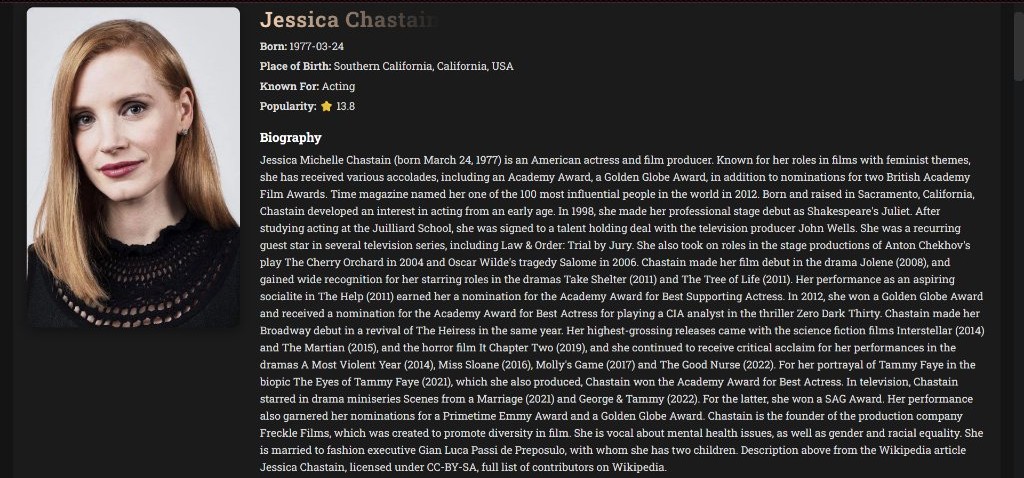 Jessica Chastain
Born: 1977-03-24
Place of Birth: Southern California, California, USA
Known For: Acting
Popularity: 13.8
Biography
Jessica Michelle Chastain (born March 24, 1977) is an American actress and film producer. Known for her roles in films with feminist themes,
she has received various accolades, including an Academy Award, a Golden Globe Award, in addition to nominations for two British Academy
Film Awards. Time magazine named her one of the 100 most influential people in the world in 2012. Born and raised in Sacramento, California,
Chastain developed an interest in acting from an early age. In 1998, she made her professional stage debut as Shakespeare's Juliet. After
studying acting at the Juilliard School, she was signed to a talent holding deal with the television producer John Wells. She was a recurring
guest star in several television series, including Law & Order: Trial by Jury. She also took on roles in the stage productions of Anton Chekhov's
play The Cherry Orchard in 2004 and Oscar Wilde's tragedy Salome in 2006. Chastain made her film debut in the drama Jolene (2008), and
gained wide recognition for her starring roles in the dramas Take Shelter (2011) and The Tree of Life (2011). Her performance as an aspiring
socialite in The Help (2011) earned her a nomination for the Academy Award for Best Supporting Actress. In 2012, she won a Golden Globe Award
and received a nomination for the Academy Award for Best Actress for playing a CIA analyst in the thriller Zero Dark Thirty. Chastain made her
Broadway debut in a revival of The Heiress in the same year. Her highest-grossing releases came with the science fiction films Interstellar (2014)
and The Martian (2015), and the horror film It Chapter Two (2019), and she continued to receive critical acclaim for her performances in the
dramas A Most Violent Year (2014), Miss Sloane (2016), Molly's Game (2017) and The Good Nurse (2022). For her portrayal of Tammy Faye in the
biopic The Eyes of Tammy Faye (2021), which she also produced, Chastain won the Academy Award for Best Actress. In television, Chastain
starred in drama miniseries Scenes from a Marriage (2021) and George & Tammy (2022). For the latter, she won a SAG Award. Her performance
also garnered her nominations for a Primetime Emmy Award and a Golden Globe Award. Chastain is the founder of the production company
Freckle Films, which was created to promote diversity in film. She is vocal about mental health issues, as well as gender and racial equality. She
is married to fashion executive Gian Luca Passi de Preposulo, with whom she has two children. Description above from the Wikipedia article
Jessica Chastain, licensed under CC-BY-SA, full list of contributors on Wikipedia.